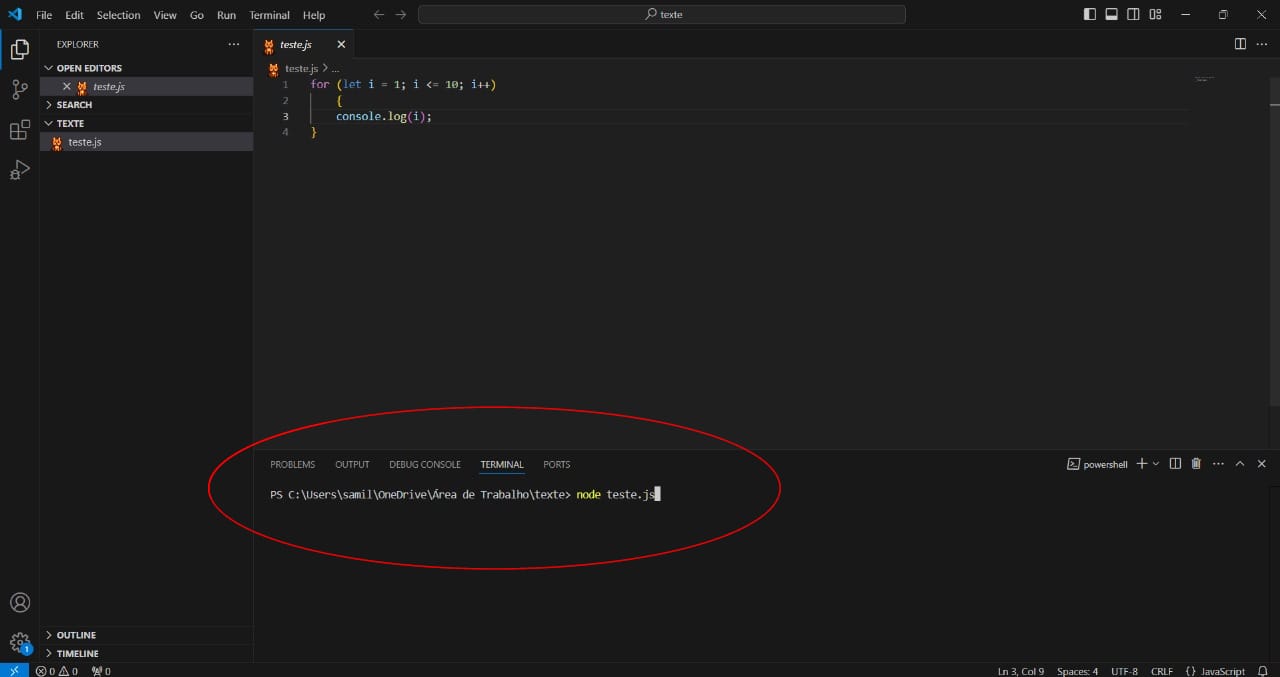 File Edit Selection View Go Run Terminal Help
texte
EXPLORER
OPEN EDITORS
teste.js
SEARCH
TEXTE
teste.js
OUTLINE
TIMELINE
teste.js
teste.js > ...
1 for (let i = 1; i <= 10; i++)
2 {
3 console.log(i);
4 }
PROBLEMS OUTPUT DEBUG CONSOLE TERMINAL PORTS
powershell
PS C:\Users\samil\OneDrive\Área de Trabalho\texte> node teste.js
1
0 0 0
Ln 3, Col 9 Spaces: 4 UTF-8 CRLF {} JavaScript